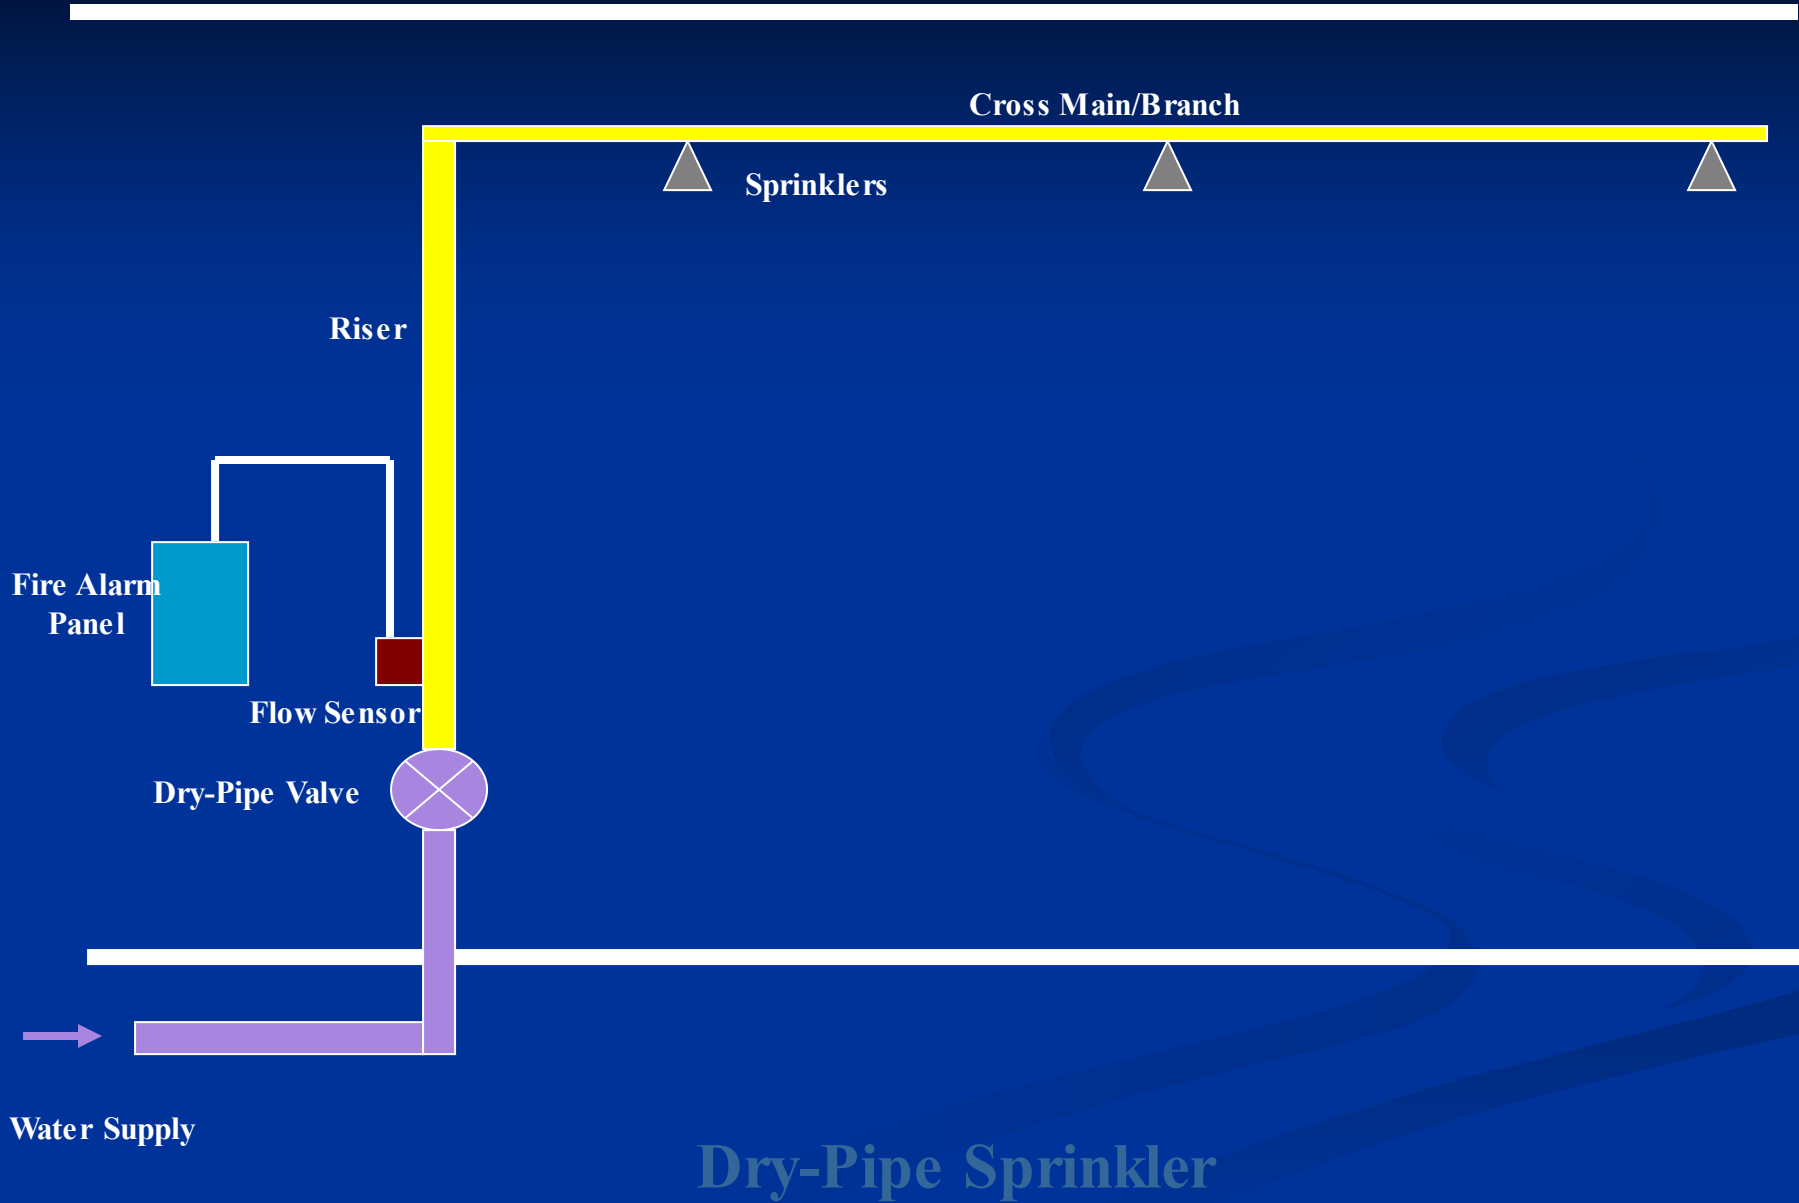 Cross Main/Branch
Sprinklers
Riser
Fire Alarm
Panel
Flow Sensor
Dry-Pipe Valve
Water Supply
Dry-Pipe Sprinkler